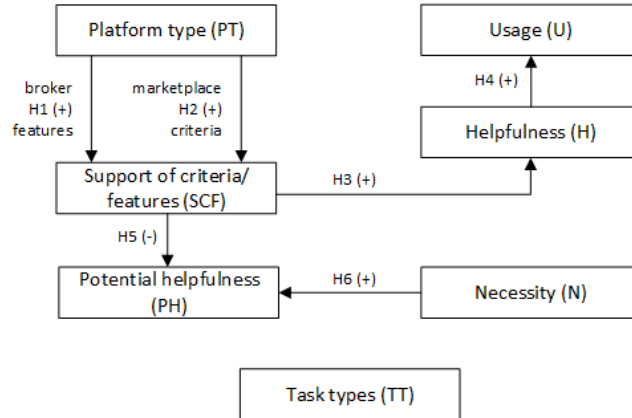 Platform type (PT)
Usage (U)
broker
H1 (+)
features
marketplace
H2 (+)
criteria
H4 (+)
Helpfulness (H)
Support of criteria/
features (SCF)
H3 (+)
H5 (-)
Potential helpfulness
(PH)
H6 (+)
Necessity (N)
Task types (TT)